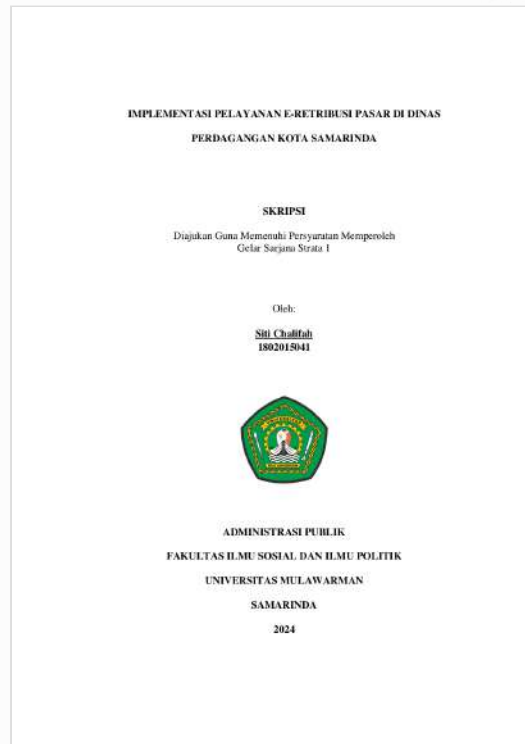 IMPLEMENTASI PELAYANAN E-RETRIBUSI PASAR DI DINAS
PERDAGANGAN KOTA SAMARINDA
SKRIPSI
Diajukan Guna Memenuhi Persyaratan Memperoleh
Gelar Sarjana Strata 1
Oleh:
Siti Chalifah
1802015041
ADMINISTRASI PUBLIK
FAKULTAS ILMU SOSIAL DAN ILMU POLITIK
UNIVERSITAS MULAWARMAN
SAMARINDA
2024